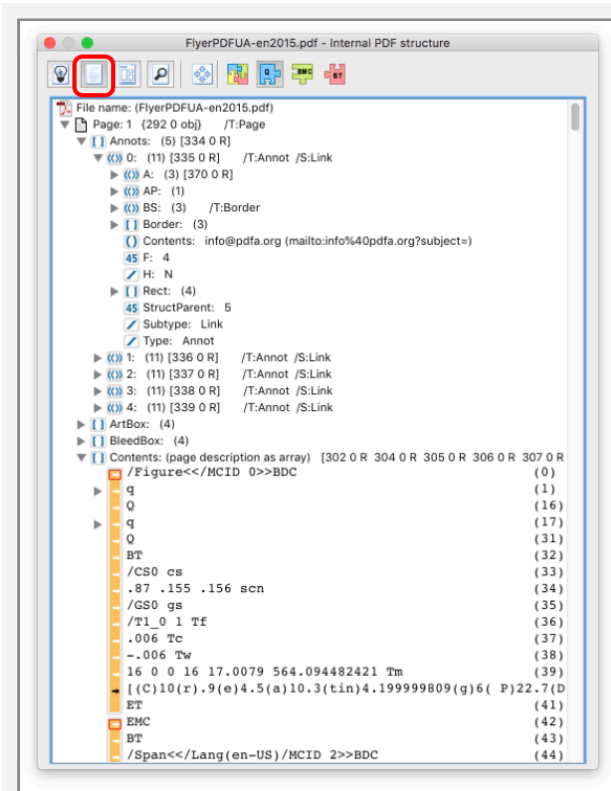 FlyerPDFUA-en2015.pdf - Internal PDF structure
Q BMC BT
File name: (FlyerPDFUA-en2015.pdf)
Page: 1 {292 0 obj} /T:Page
[ ] Annots: (5) [334 0 R]
0: (11) [335 0 R] /T:Annot /S:Link
A: (3) [370 0 R]
AP: (1)
BS: (3) /T:Border
[ ] Border: (3)
() Contents: info@pdfa.org (mailto:info%40pdfa.org?subject=)
45 F: 4
H: N
[ ] Rect: (4)
45 StructParent: 5
Subtype: Link
Type: Annot
1: (11) [336 0 R] /T:Annot /S:Link
2: (11) [337 0 R] /T:Annot /S:Link
3: (11) [338 0 R] /T:Annot /S:Link
4: (11) [339 0 R] /T:Annot /S:Link
[ ] ArtBox: (4)
[ ] BleedBox: (4)
[ ] Contents: (page description as array) [302 0 R 304 0 R 305 0 R 306 0 R 307 0 R
/Figure<</MCID 0>>BDC (0)
q (1)
Q (16)
q (17)
Q (31)
BT (32)
/CS0 cs (33)
.87 .155 .156 scn (34)
/GS0 gs (35)
/T1_0 1 Tf (36)
.006 Tc (37)
-.006 Tw (38)
16 0 0 16 17.0079 564.094482421 Tm (39)
[(C)10(r).9(e)4.5(a)10.3(tin)4.199999809(g)6( P)22.7(D
ET (41)
EMC (42)
BT (43)
/Span<</Lang(en-US)/MCID 2>>BDC (44)